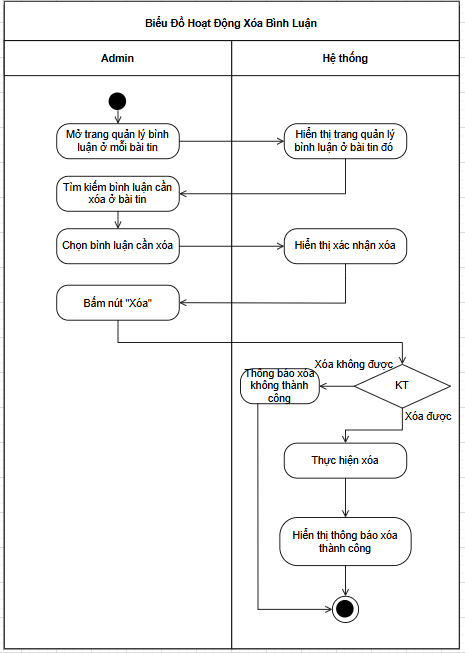 Biểu Đồ Hoạt Động Xóa Bình Luận
Admin
Hệ thống
Mở trang quản lý bình
luận ở mỗi bài tin
Hiển thị trang quản lý
bình luận ở bài tin đó
Tìm kiếm bình luận cần
xóa ở bài tin
Chọn bình luận cần xóa
Hiển thị xác nhận xóa
Bấm nút "Xóa"
Xóa không được
KT
Thông báo xóa
không thành
công
Xóa được
Thực hiện xóa
Hiển thị thông báo xóa
thành công